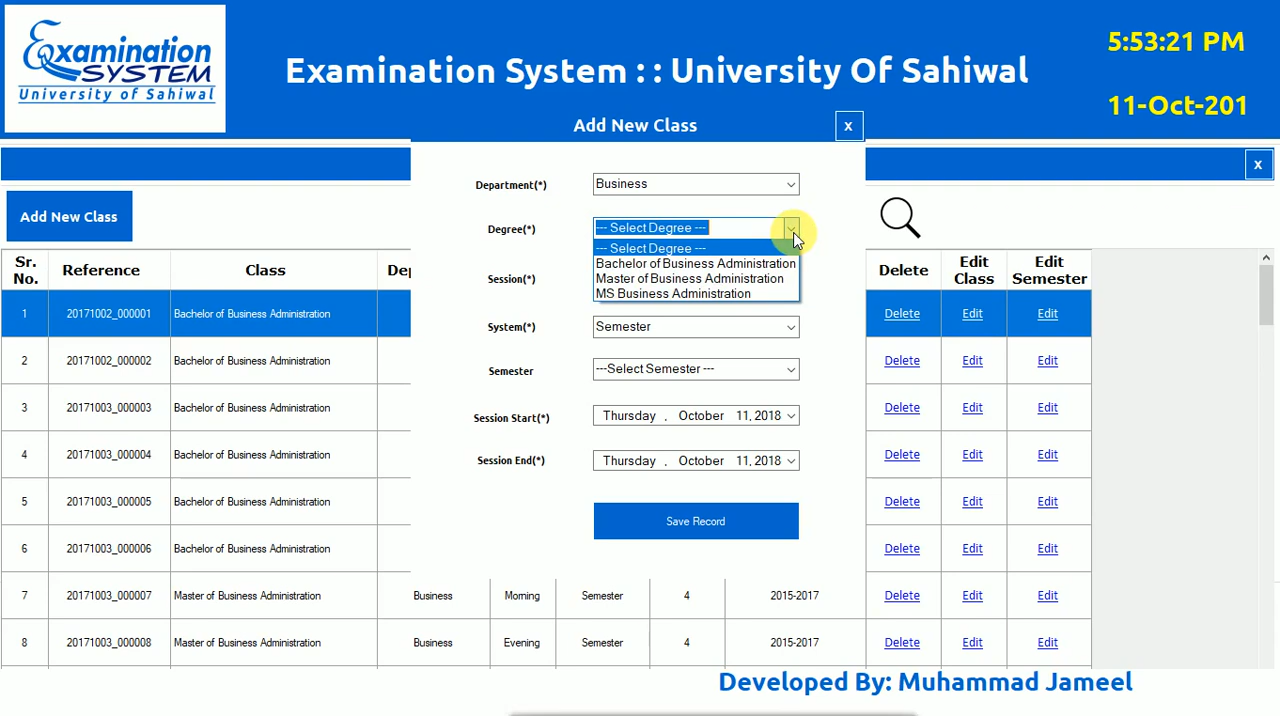 Examination
SYSTEM
University of Sahiwal
Examination System : : University Of Sahiwal
5:53:21 PM
11-Oct-201
Add New Class
x
x
Add New Class
Department(*) Business
Degree(*) --- Select Degree ---
--- Select Degree ---
Bachelor of Business Administration
Master of Business Administration
MS Business Administration
Session(*)
System(*) Semester
Semester ---Select Semester ---
Session Start(*) Thursday , October 11, 2018
Session End(*) Thursday , October 11, 2018
Save Record
Sr. No. Reference Class De Delete Edit Class Edit Semester
1 20171002_000001 Bachelor of Business Administration Delete Edit Edit
2 20171002_000002 Bachelor of Business Administration Delete Edit Edit
3 20171003_000003 Bachelor of Business Administration Delete Edit Edit
4 20171003_000004 Bachelor of Business Administration Delete Edit Edit
5 20171003_000005 Bachelor of Business Administration Delete Edit Edit
6 20171003_000006 Bachelor of Business Administration Delete Edit Edit
7 20171003_000007 Master of Business Administration Business Morning Semester 4 2015-2017 Delete Edit Edit
8 20171003_000008 Master of Business Administration Business Evening Semester 4 2015-2017 Delete Edit Edit
Developed By: Muhammad Jameel